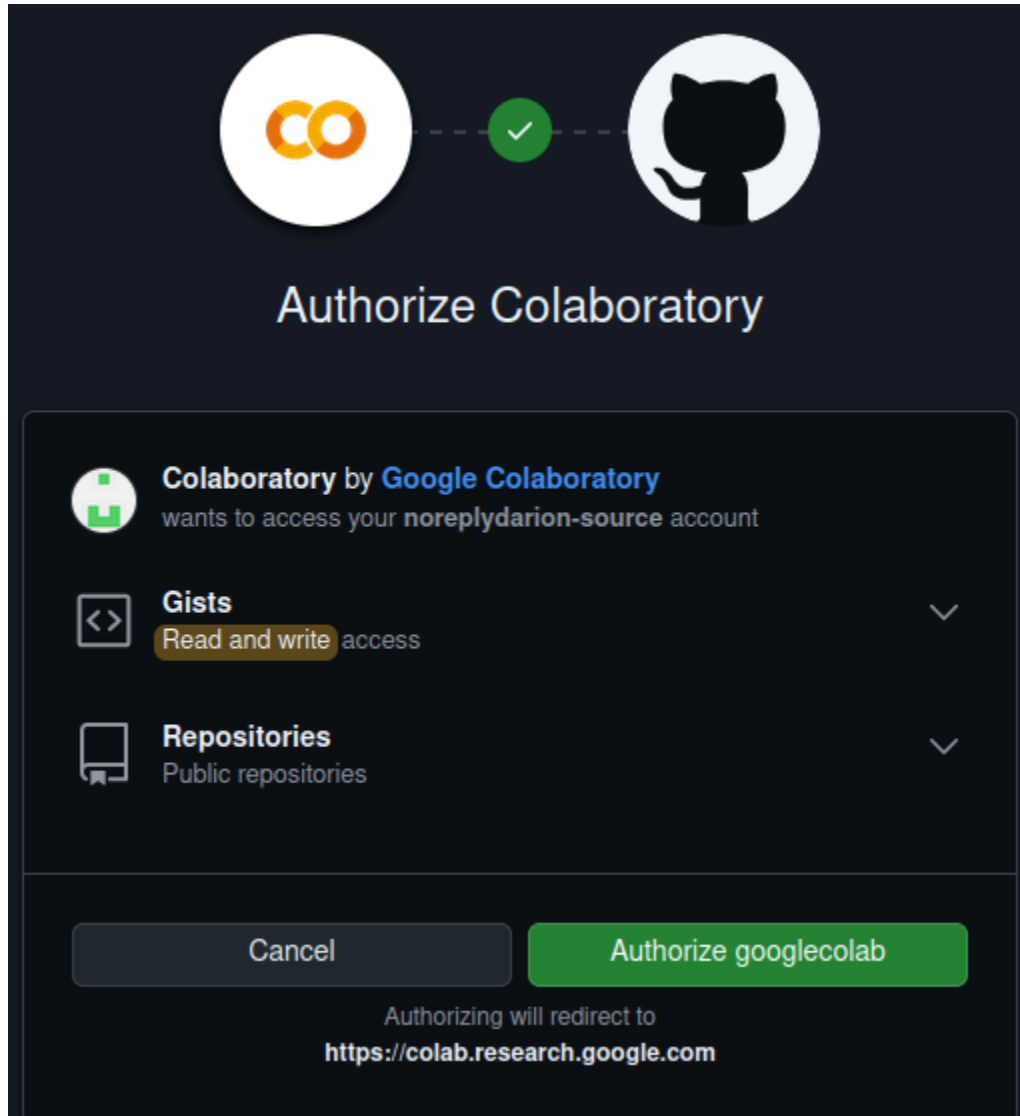 Authorize Colaboratory
Colaboratory by Google Colaboratory
wants to access your noreplydarion-source account
Gists
Read and write access
Repositories
Public repositories
Cancel
Authorize googlecolab
Authorizing will redirect to
https://colab.research.google.com